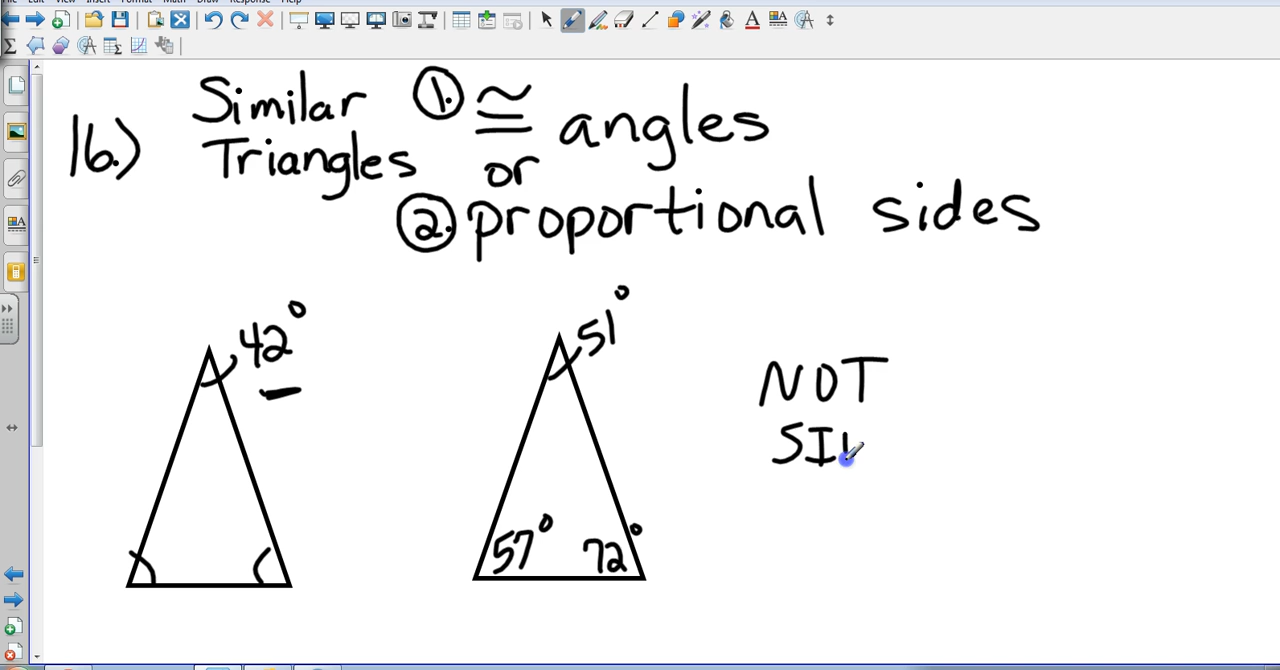 16.) Similar Triangles
1. ≅ angles
or
2. proportional sides
42°
51°
57° 72°
NOT
SI